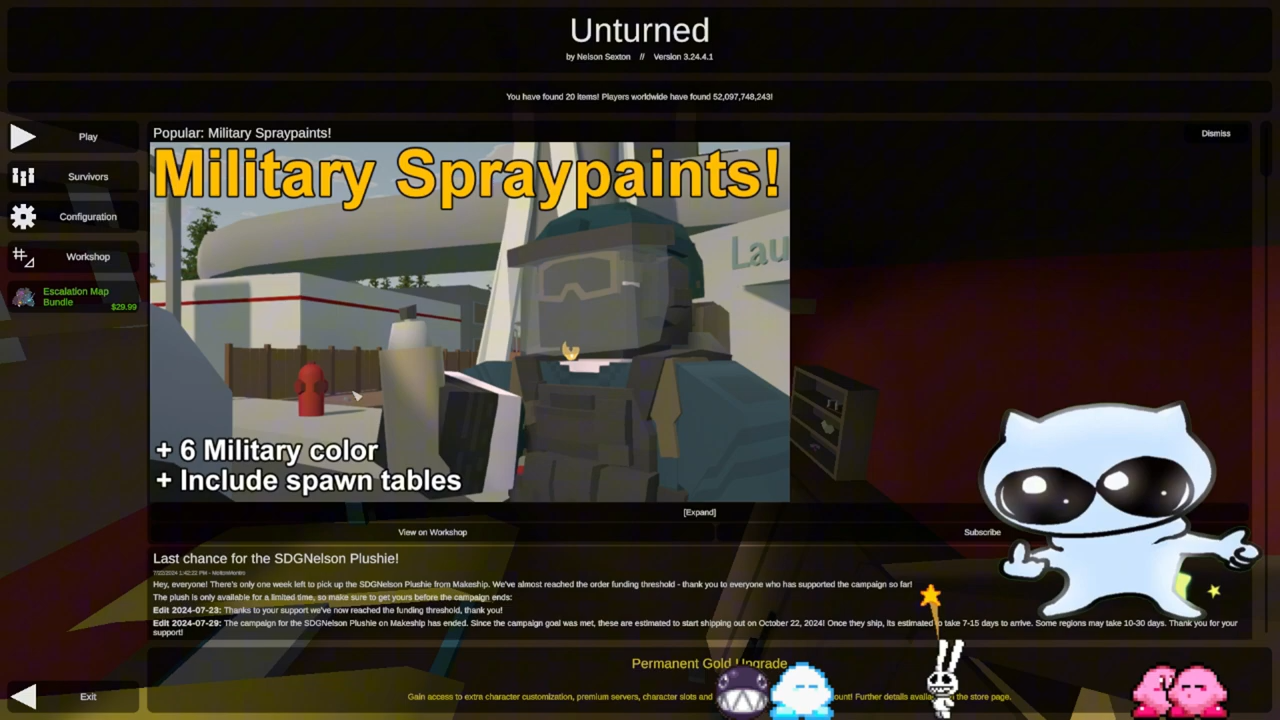 Unturned
by Nelson Sexton // Version 3.24.4.1
You have found 20 items! Players worldwide have found 52,097,748,243!
Play
Survivors
Configuration
Workshop
Escalation Map
Bundle
$29.99
Popular: Military Spraypaints!
Dismiss
Military Spraypaints!
Lau
+ 6 Military color
+ Include spawn tables
[Expand]
View on Workshop
Subscribe
Last chance for the SDGNelson Plushie!
Hey, everyone! There's only one week left to pick up the SDGNelson Plushie from Makeship. We've almost reached the order funding threshold - thank you to everyone who has supported the campaign so far!
The plush is only available for a limited time, so make sure to get yours before the campaign ends:
Edit 2024-07-23: Thanks to your support we've now reached the funding threshold, thank you!
Edit 2024-07-29: The campaign for the SDGNelson Plushie on Makeship has ended. Since the campaign goal was met, these are estimated to start shipping out on October 22, 2024! Once they ship, its estimated to take 7-15 days to arrive. Some regions may take 10-30 days. Thank you for your
support!
Permanent Gold Upgrade
Gain access to extra character customization, premium servers, character slots and ount! Further details availa the store page.
Exit